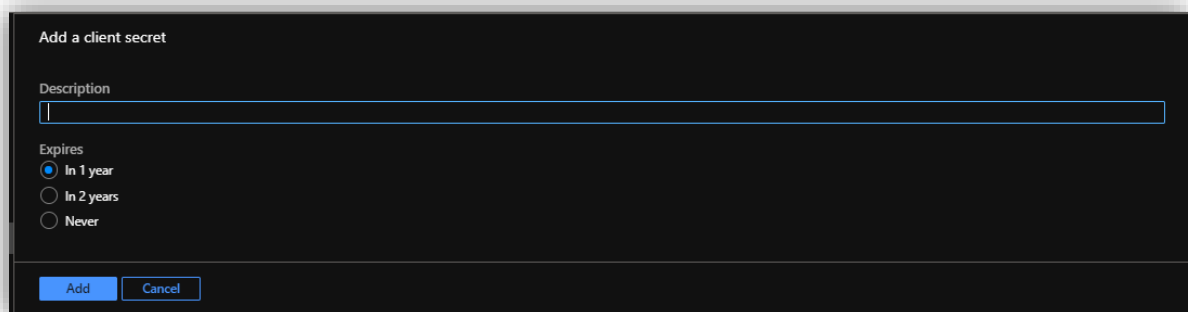 Add a client secret
Description
Expires
In 1 year
In 2 years
Never
Add Cancel